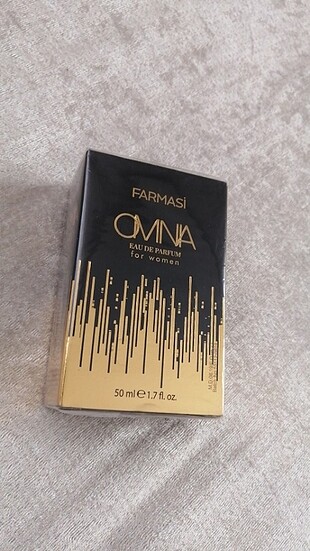 FARMASİ
OMNIA
EAU DE PARFUM
for women
50 ml ℮ 1.7 fl. oz.